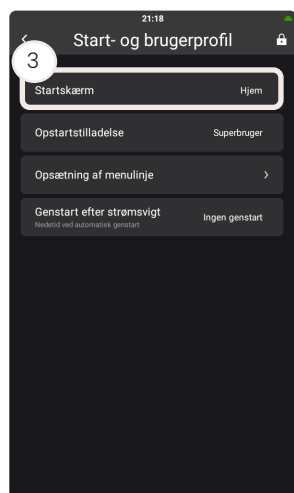 21:18
Start- og brugerprofil
3
Startskærm Hjem
Opstartstilladelse Superbruger
Opsætning af menulinje
Genstart efter strømsvigt Ingen genstart
Nedetid ved automatisk genstart